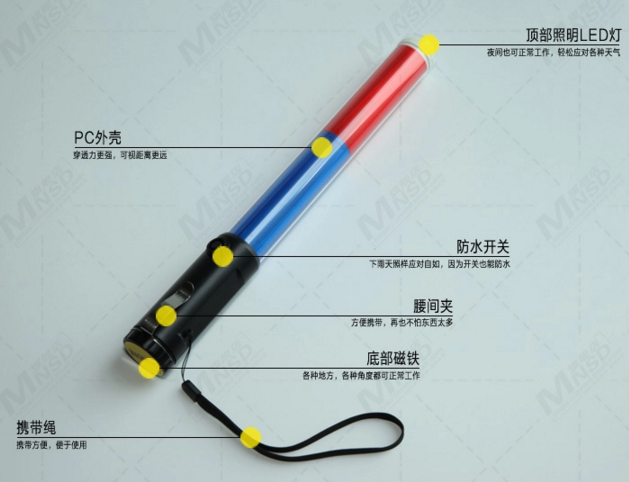 顶部照明LED灯
夜间也可正常工作，轻松应对各种天气
PC外壳
穿透力更强，可视距离更远
防水开关
下雨天照样应对自如，因为开关也能防水
腰间夹
方便携带，再也不怕东西太多
底部磁铁
各种地方，各种角度都可正常工作
携带绳
携带方便，便于使用
MNSD